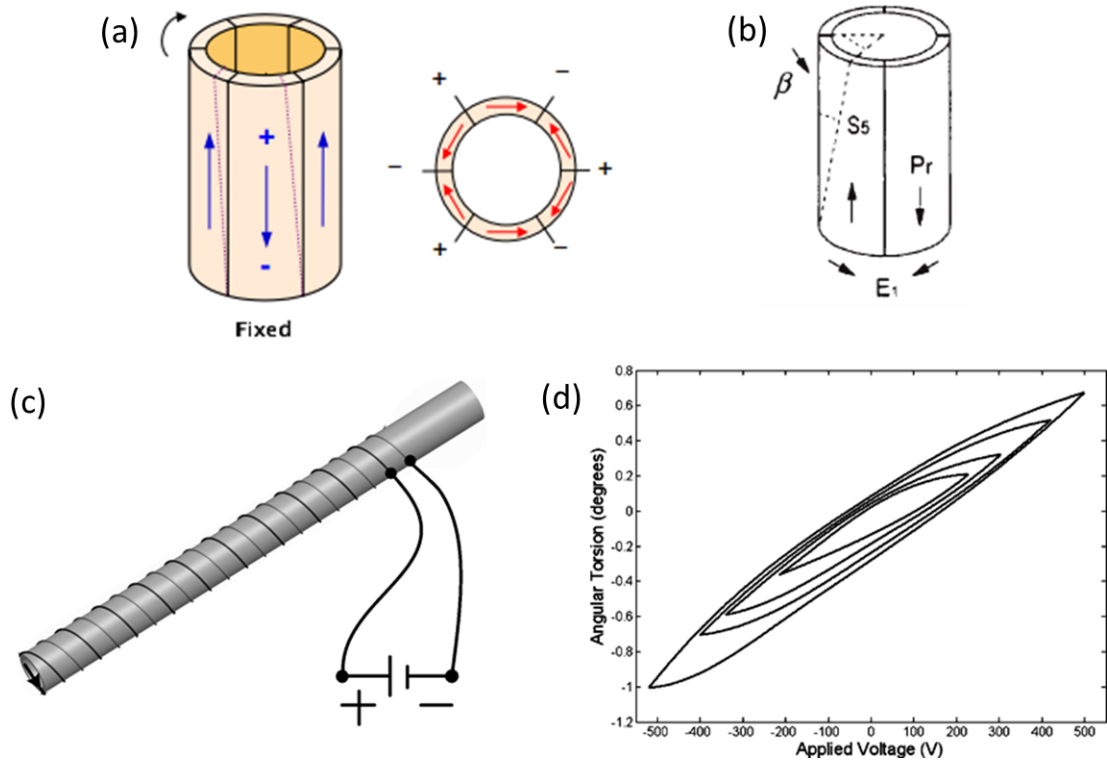 (a)
+
-
Fixed
+
−
−
+
+
−
(b)
β
S5
Pr
E1
(c)
+
−
(d)
Angular Torsion (degrees)
0.8
0.6
0.4
0.2
0
-0.2
-0.4
-0.6
-0.8
-1
-1.2
-500 -400 -300 -200 -100 0 100 200 300 400 500
Applied Voltage (V)